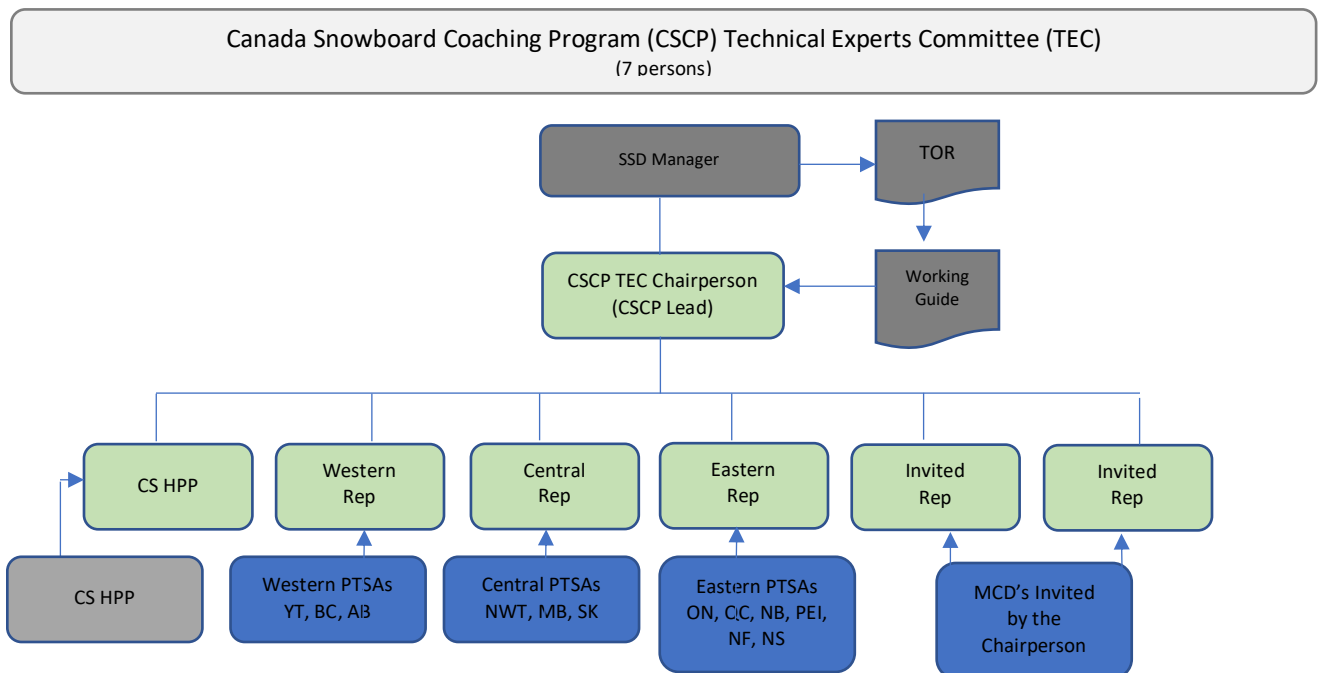 Canada Snowboard Coaching Program (CSCP) Technical Experts Committee (TEC)
(7 persons)
SSD Manager
TOR
CSCP TEC Chairperson
(CSCP Lead)
Working
Guide
CS HPP
Western
Rep
Central
Rep
Eastern
Rep
Invited
Rep
Invited
Rep
CS HPP
Western PTSAs
YT, BC, AB
Central PTSAs
NWT, MB, SK
Eastern PTSAs
ON, QC, NB, PEI,
NF, NS
MCD's Invited
by the
Chairperson